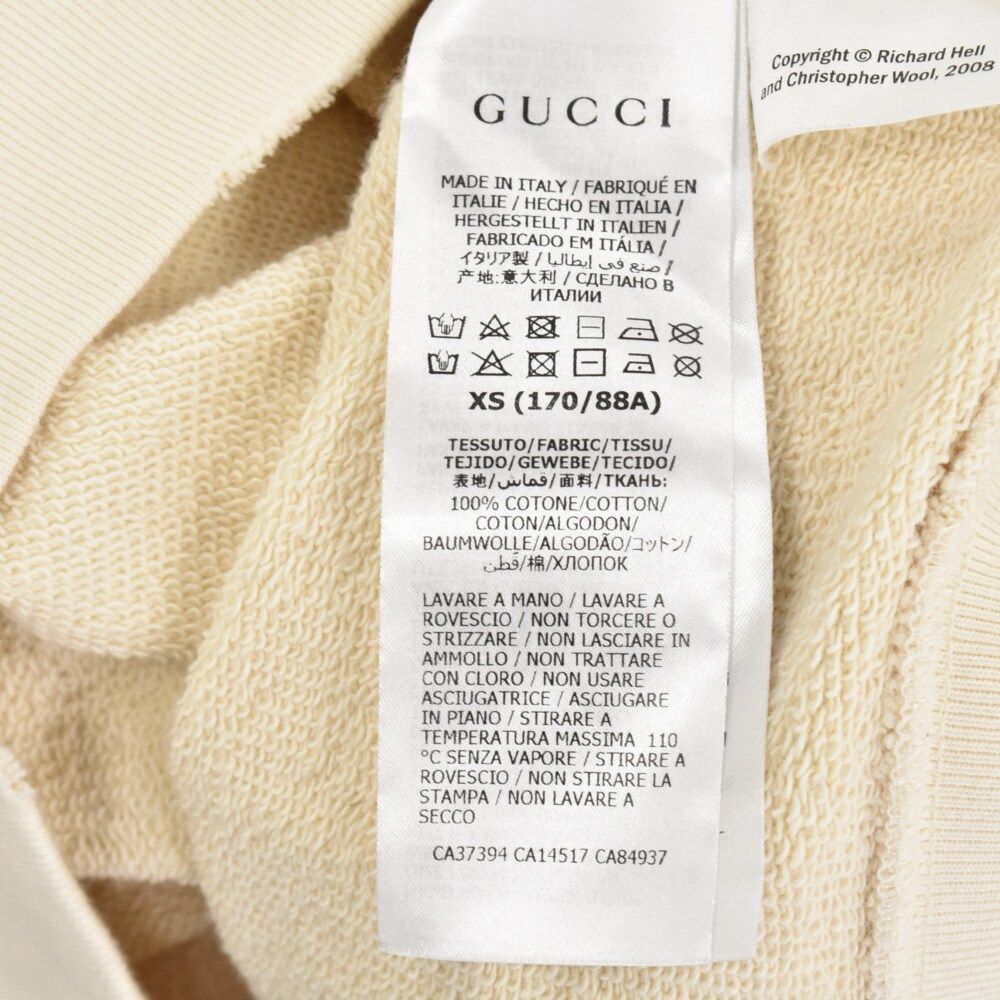 GUCCI
MADE IN ITALY / FABRIQUÉ EN
ITALIE / HECHO EN ITALIA /
HERGESTELLT IN ITALIEN /
FABRICADO EM ITÁLIA /
イタリア製 / صنع في إيطاليا /
产地:意大利 / СДЕЛАНО В
ИТАЛИИ
XS (170/88A)
TESSUTO/FABRIC/TISSU/
TEJIDO/GEWEBE/TECIDO/
表地/قماش/面料/ТКАНЬ:
100% COTONE/COTTON/
COTON/ALGODON/
BAUMWOLLE/ALGODÃO/コットン/
قطن/棉/ХЛОПОК
LAVARE A MANO / LAVARE A
ROVESCIO / NON TORCERE O
STRIZZARE / NON LASCIARE IN
AMMOLLO / NON TRATTARE
CON CLORO / NON USARE
ASCIUGATRICE / ASCIUGARE
IN PIANO / STIRARE A
TEMPERATURA MASSIMA 110
°C SENZA VAPORE / STIRARE A
ROVESCIO / NON STIRARE LA
STAMPA / NON LAVARE A
SECCO
CA37394 CA14517 CA84937
Copyright © Richard Hell
and Christopher Wool, 2008